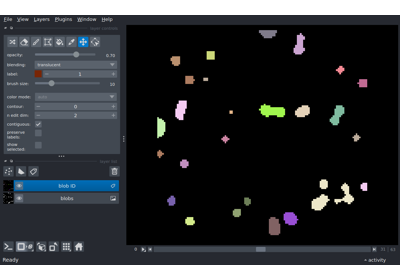 File View Layers Plugins Window Help
opacity: 0.70
blending: translucent
label: 1
brush size: 10
color mode:
contour: 0
n edit dim: 2
contiguous:
preserve labels:
show selected:
blob ID
blobs
Ready
activity